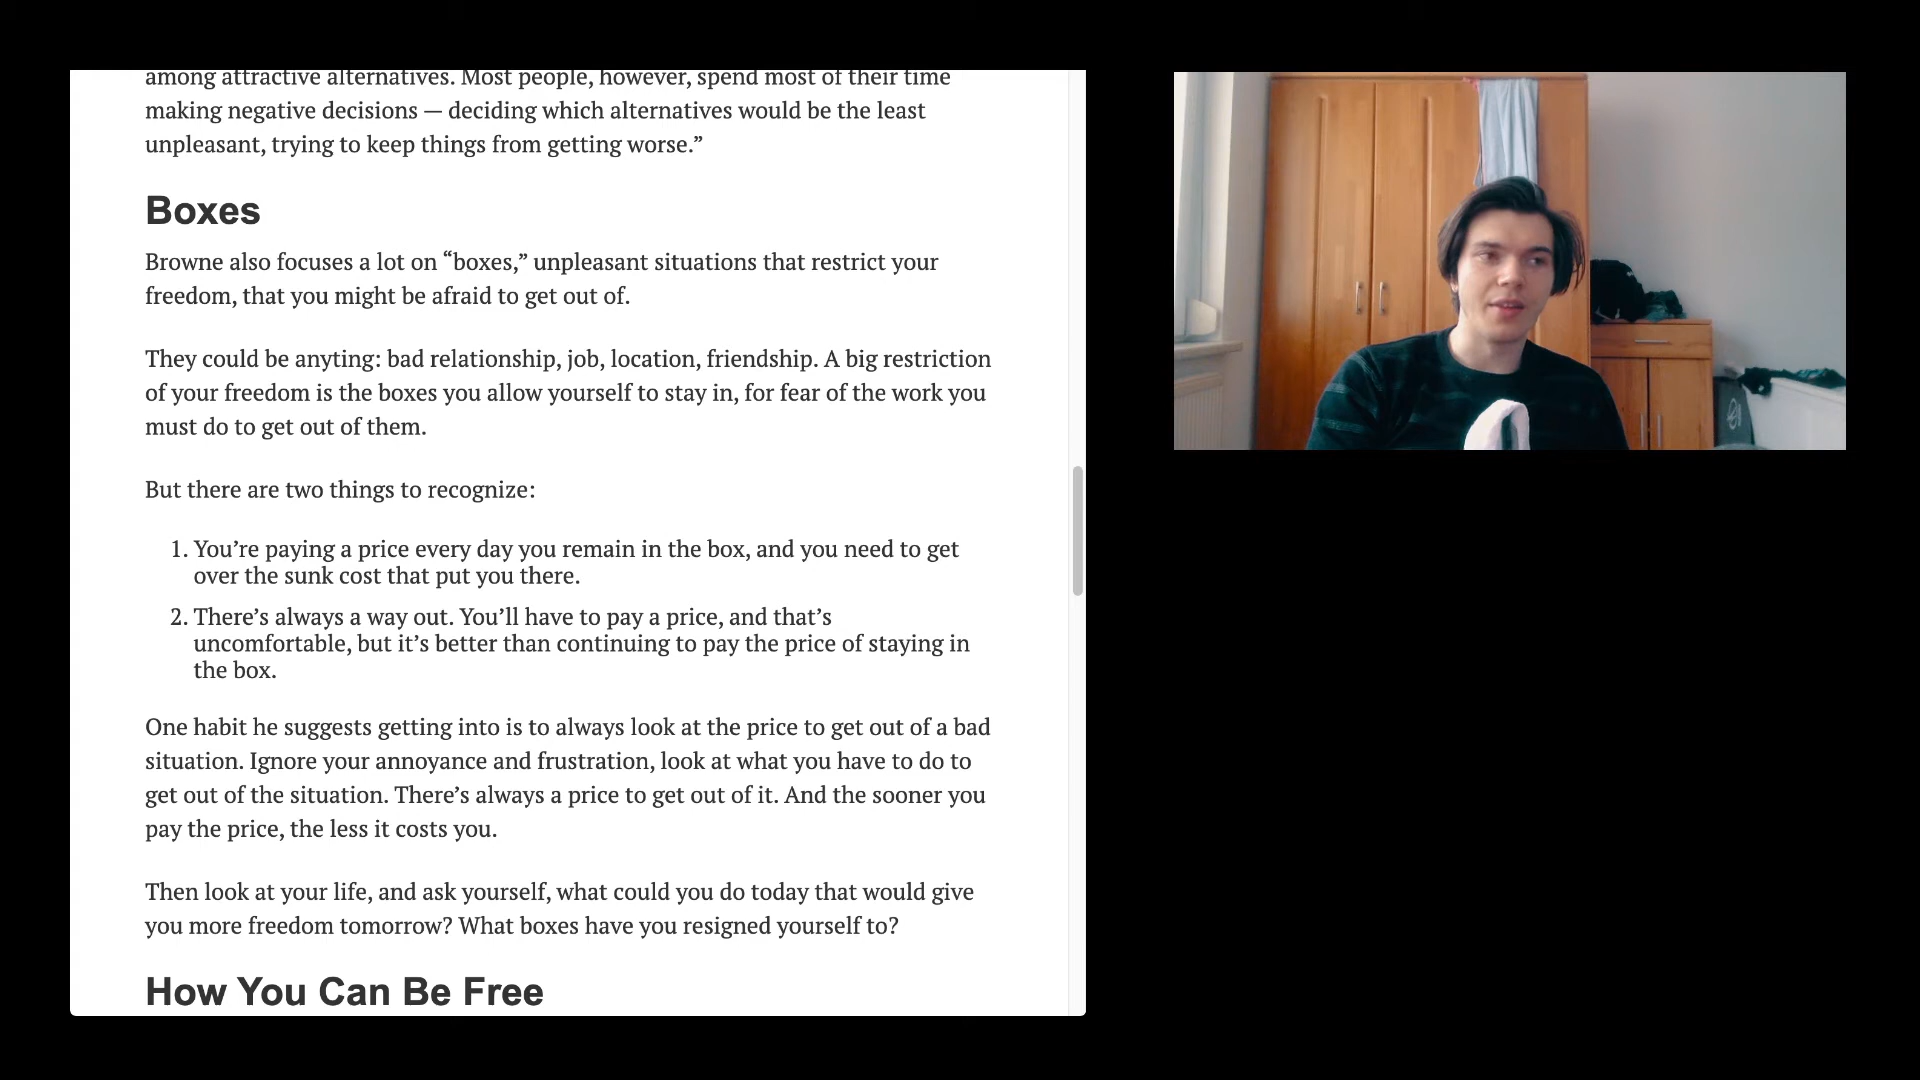 among attractive alternatives. Most people, however, spend most of their time
making negative decisions — deciding which alternatives would be the least
unpleasant, trying to keep things from getting worse.”
Boxes
Browne also focuses a lot on “boxes,” unpleasant situations that restrict your
freedom, that you might be afraid to get out of.
They could be anyting: bad relationship, job, location, friendship. A big restriction
of your freedom is the boxes you allow yourself to stay in, for fear of the work you
must do to get out of them.
But there are two things to recognize:
1. You’re paying a price every day you remain in the box, and you need to get
over the sunk cost that put you there.
2. There’s always a way out. You’ll have to pay a price, and that’s
uncomfortable, but it’s better than continuing to pay the price of staying in
the box.
One habit he suggests getting into is to always look at the price to get out of a bad
situation. Ignore your annoyance and frustration, look at what you have to do to
get out of the situation. There’s always a price to get out of it. And the sooner you
pay the price, the less it costs you.
Then look at your life, and ask yourself, what could you do today that would give
you more freedom tomorrow? What boxes have you resigned yourself to?
How You Can Be Free